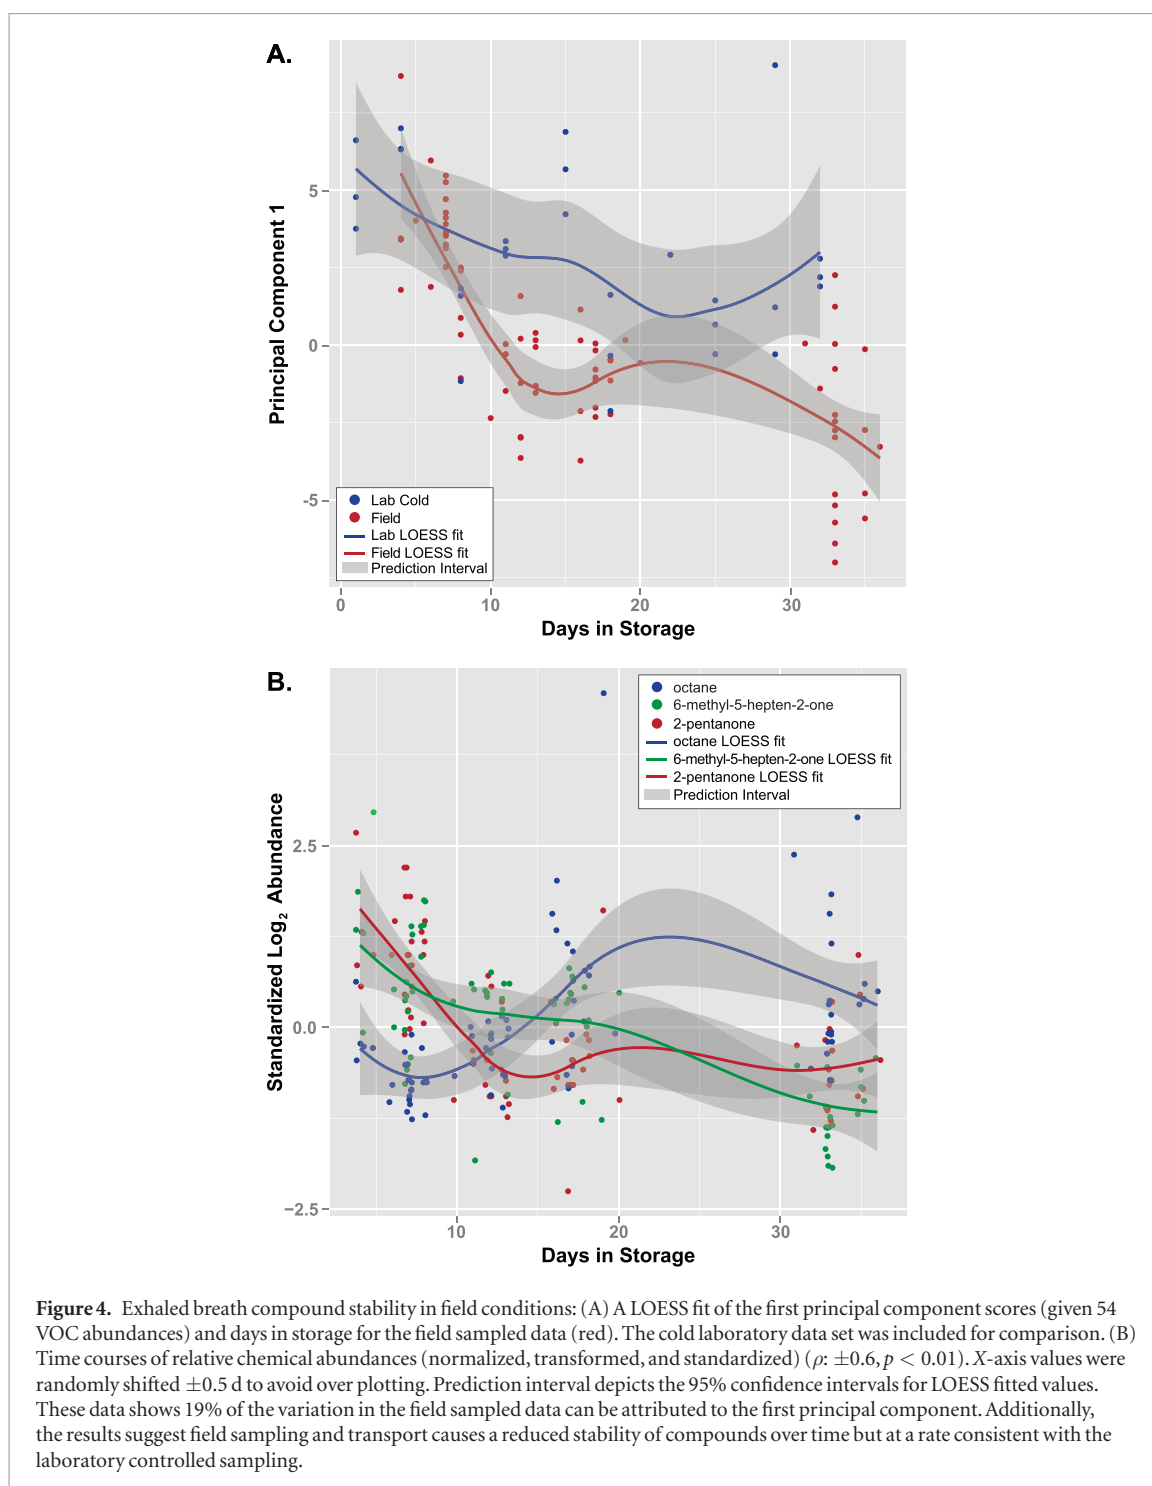 A.
5
0
-5
Principal Component 1
Lab Cold
Field
Lab LOESS fit
Field LOESS fit
Prediction Interval
0 10 20 30
Days in Storage
B.
octane
6-methyl-5-hepten-2-one
2-pentanone
octane LOESS fit
6-methyl-5-hepten-2-one LOESS fit
2-pentanone LOESS fit
Prediction Interval
2.5
0.0
−2.5
Standardized Log₂ Abundance
10 20 30
Days in Storage
Figure 4. Exhaled breath compound stability in field conditions: (A) A LOESS fit of the first principal component scores (given 54
VOC abundances) and days in storage for the field sampled data (red). The cold laboratory data set was included for comparison. (B)
Time courses of relative chemical abundances (normalized, transformed, and standardized) (ρ: ±0.6, p < 0.01). X-axis values were
randomly shifted ±0.5 d to avoid over plotting. Prediction interval depicts the 95% confidence intervals for LOESS fitted values.
These data shows 19% of the variation in the field sampled data can be attributed to the first principal component. Additionally,
the results suggest field sampling and transport causes a reduced stability of compounds over time but at a rate consistent with the
laboratory controlled sampling.